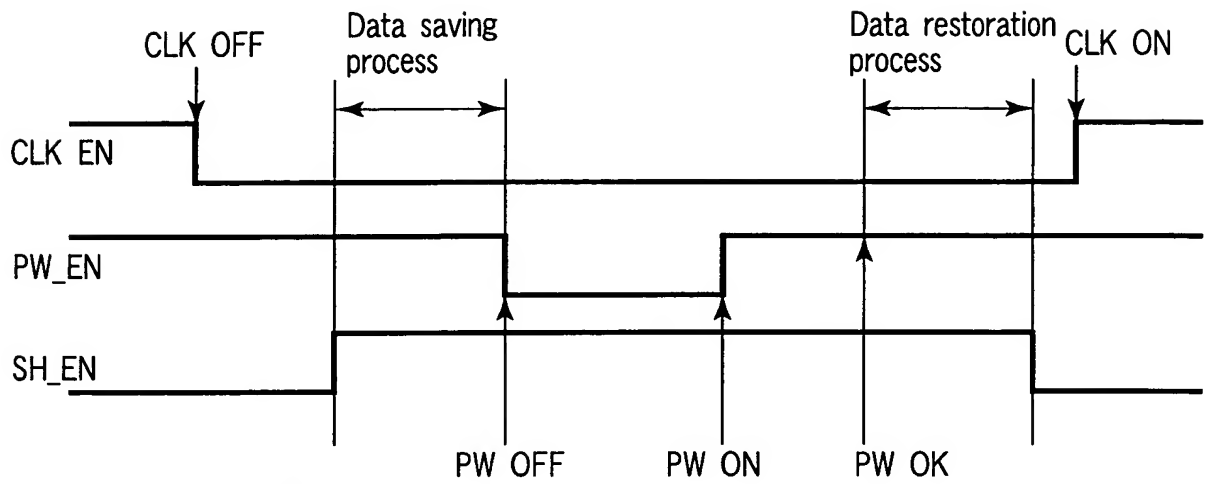 CLK OFF
Data saving
process
Data restoration
process
CLK ON
CLK EN
PW_EN
SH_EN
PW OFF
PW ON
PW OK